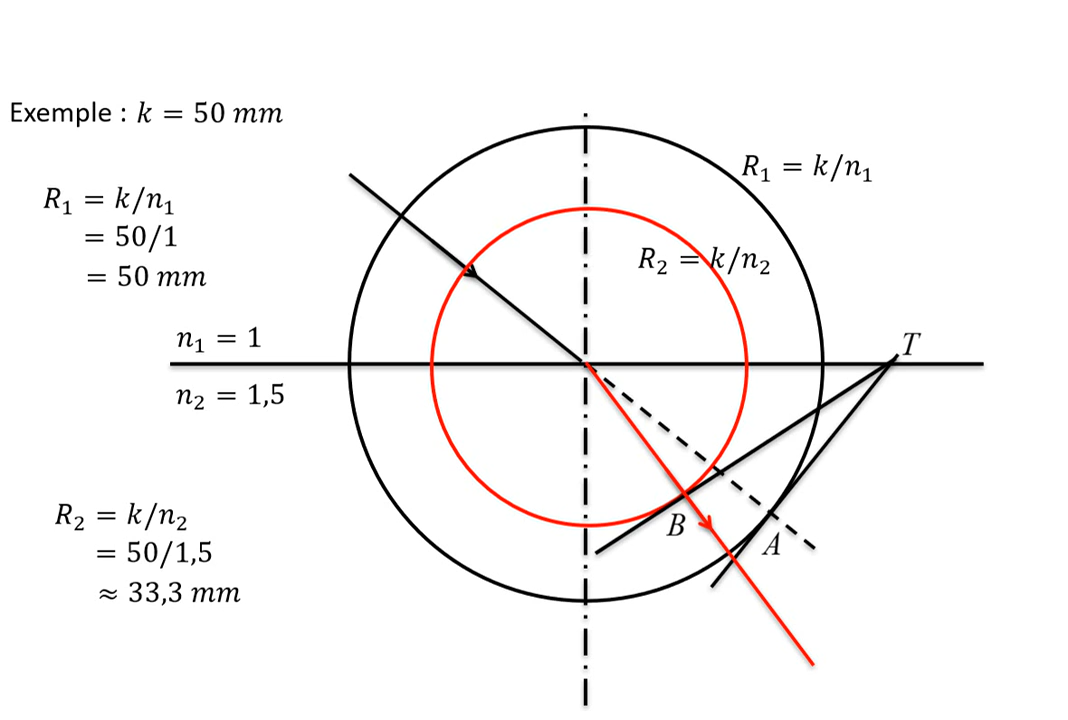 Exemple : k = 50 mm
R₁ = k/n₁
R₁ = k/n₁
= 50/1
= 50 mm
R₂ = k/n₂
n₁ = 1
T
n₂ = 1,5
R₂ = k/n₂
= 50/1,5
≈ 33,3 mm
B
A